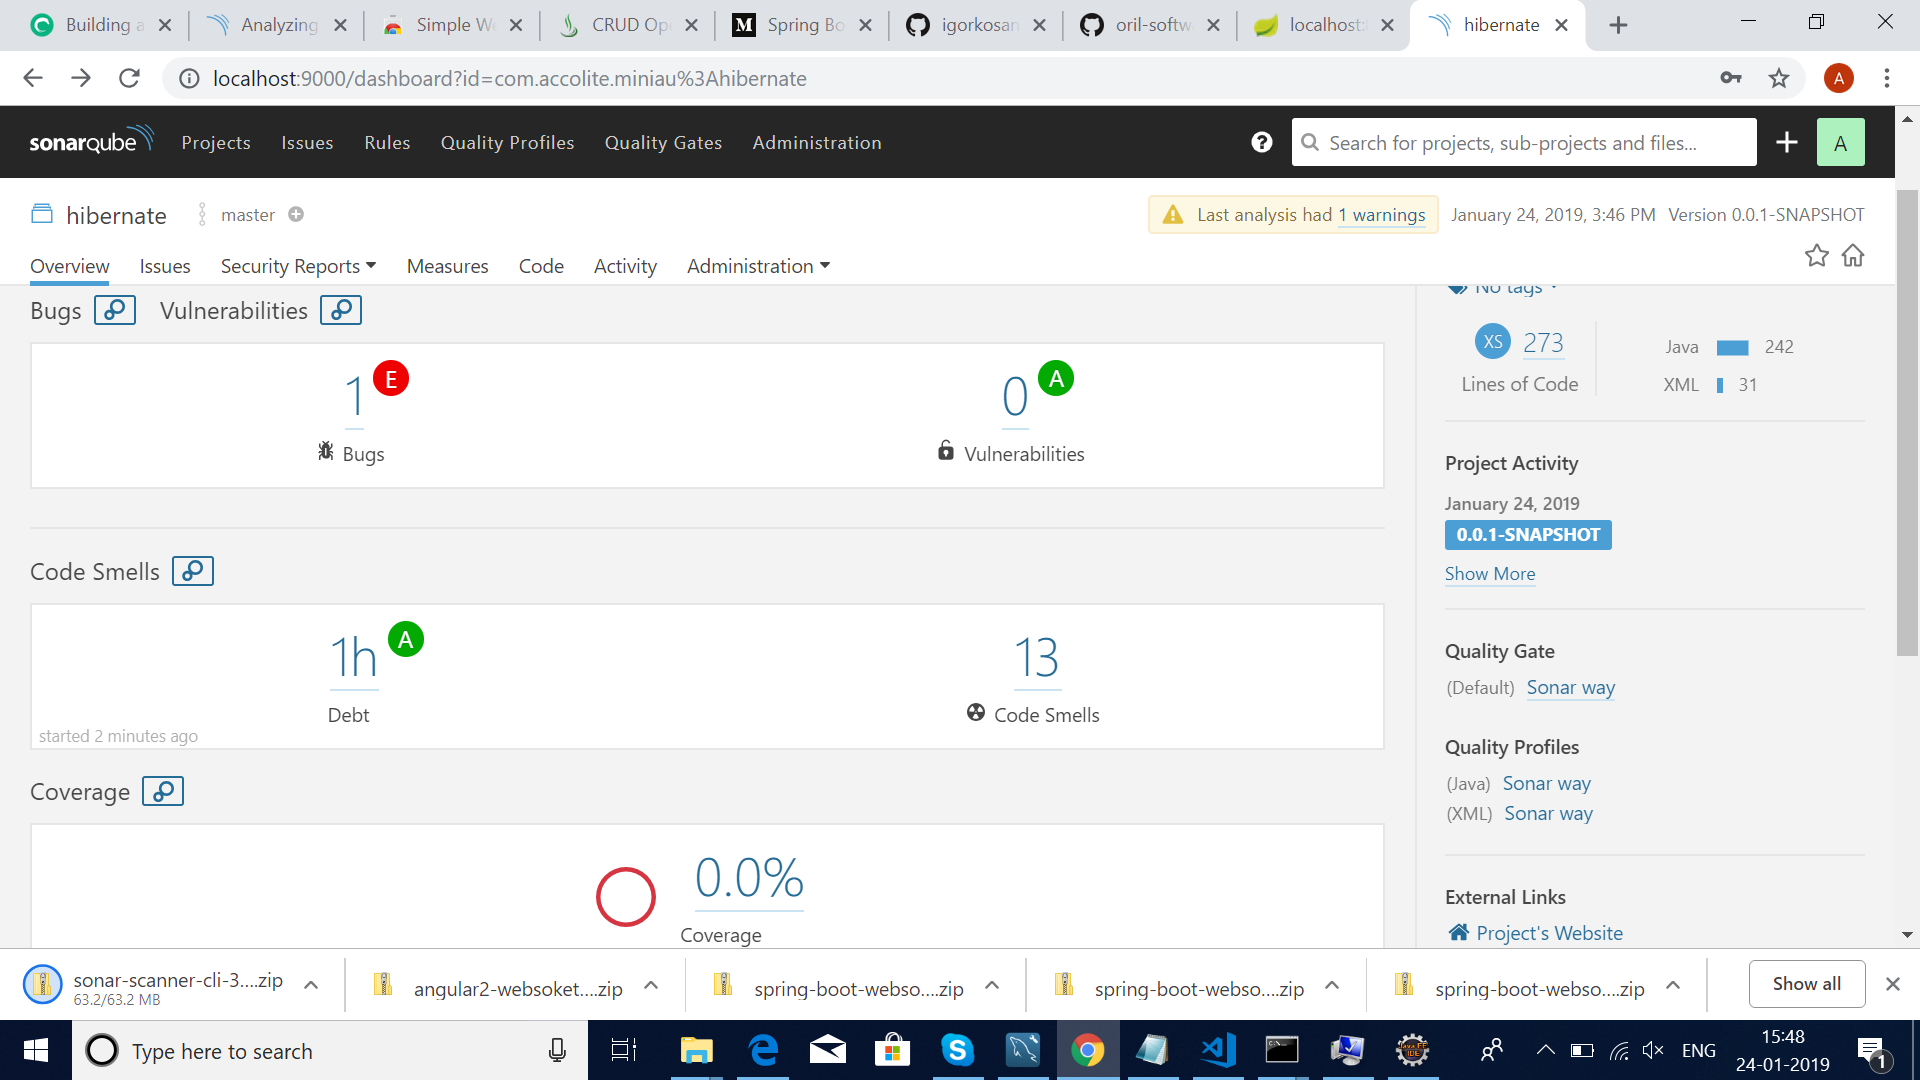 Building a
Analyzing
Simple We
CRUD Ope
M Spring Bo
igorkosan
oril-softw
localhost:
hibernate
localhost:9000/dashboard?id=com.accolite.miniau%3Ahibernate
A
sonarqube Projects Issues Rules Quality Profiles Quality Gates Administration
? Search for projects, sub-projects and files... A
hibernate master
Last analysis had 1 warnings January 24, 2019, 3:46 PM Version 0.0.1-SNAPSHOT
Overview Issues Security Reports Measures Code Activity Administration
Bugs Vulnerabilities
1 E
Bugs
0 A
Vulnerabilities
Code Smells
1h A
Debt
started 2 minutes ago
13
Code Smells
Coverage
0.0%
Coverage
No tags
XS 273
Lines of Code
Java 242
XML 31
Project Activity
January 24, 2019
0.0.1-SNAPSHOT
Show More
Quality Gate
(Default) Sonar way
Quality Profiles
(Java) Sonar way
(XML) Sonar way
External Links
Project's Website
sonar-scanner-cli-3....zip
63.2/63.2 MB
angular2-websoket....zip
spring-boot-webso....zip
spring-boot-webso....zip
spring-boot-webso....zip
Show all
Type here to search
ENG
15:48
24-01-2019
1